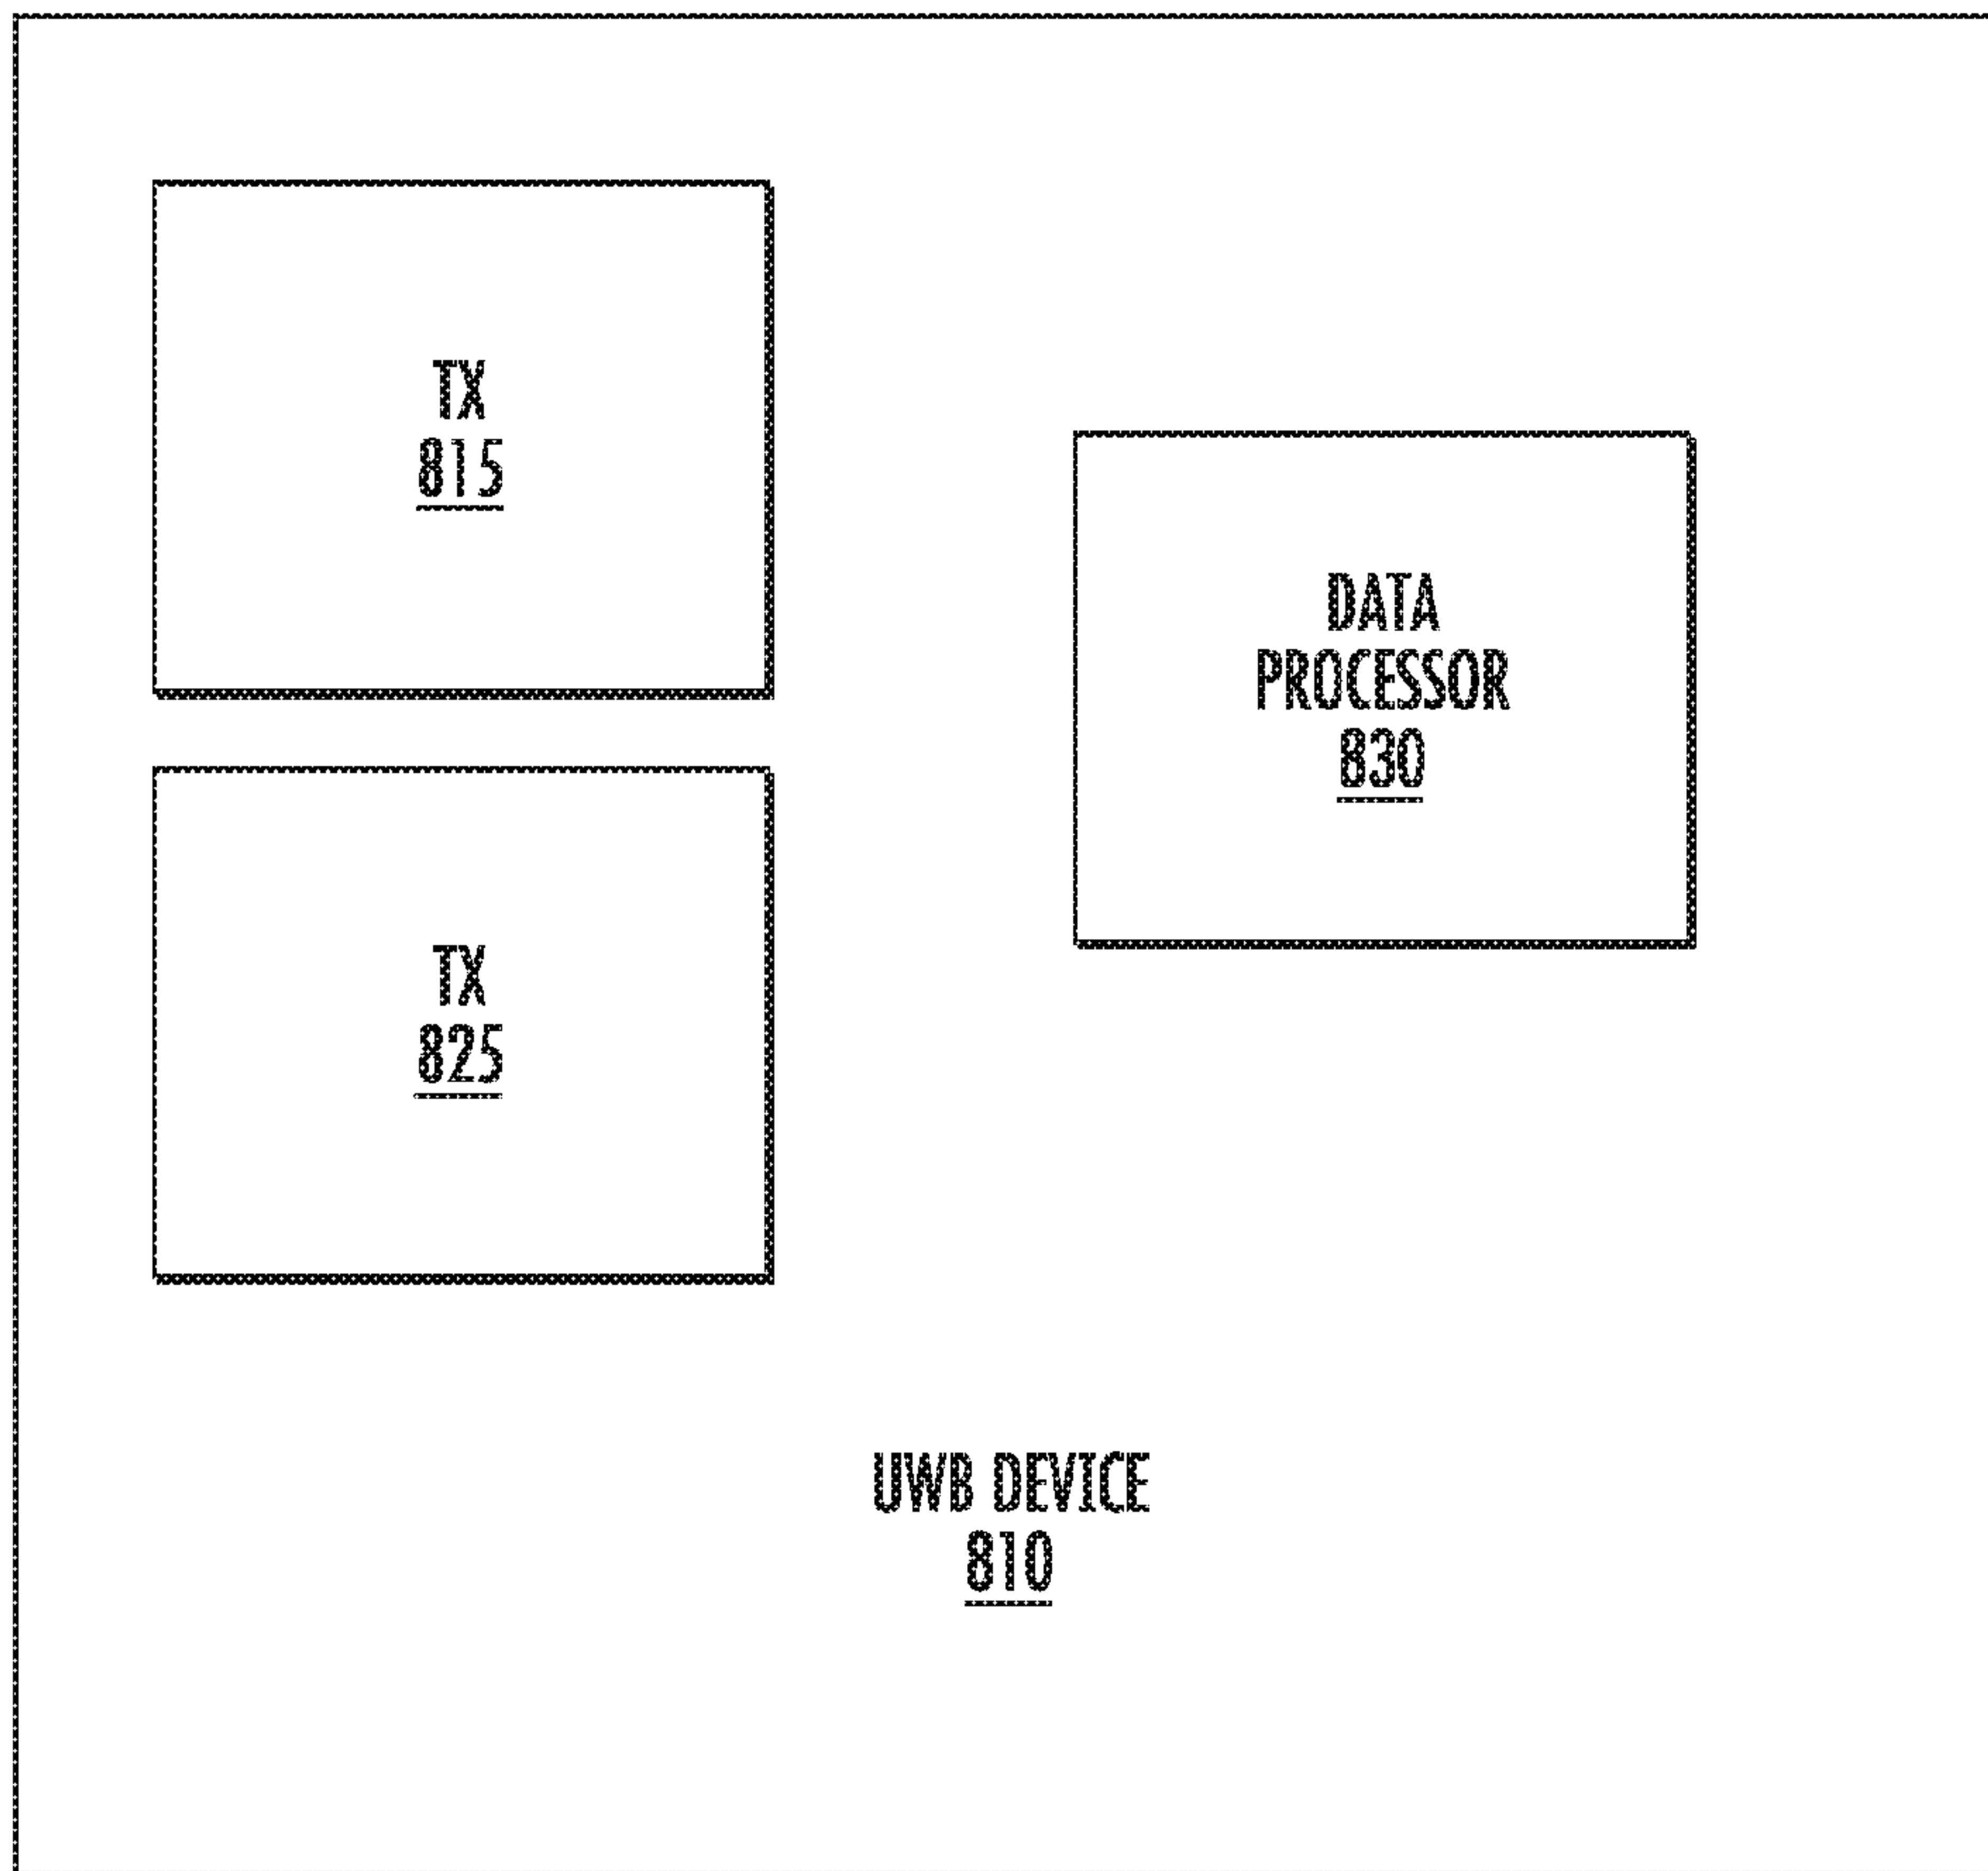 TX
815
DATA
PROCESSOR
830
TX
825
UWB DEVICE
810